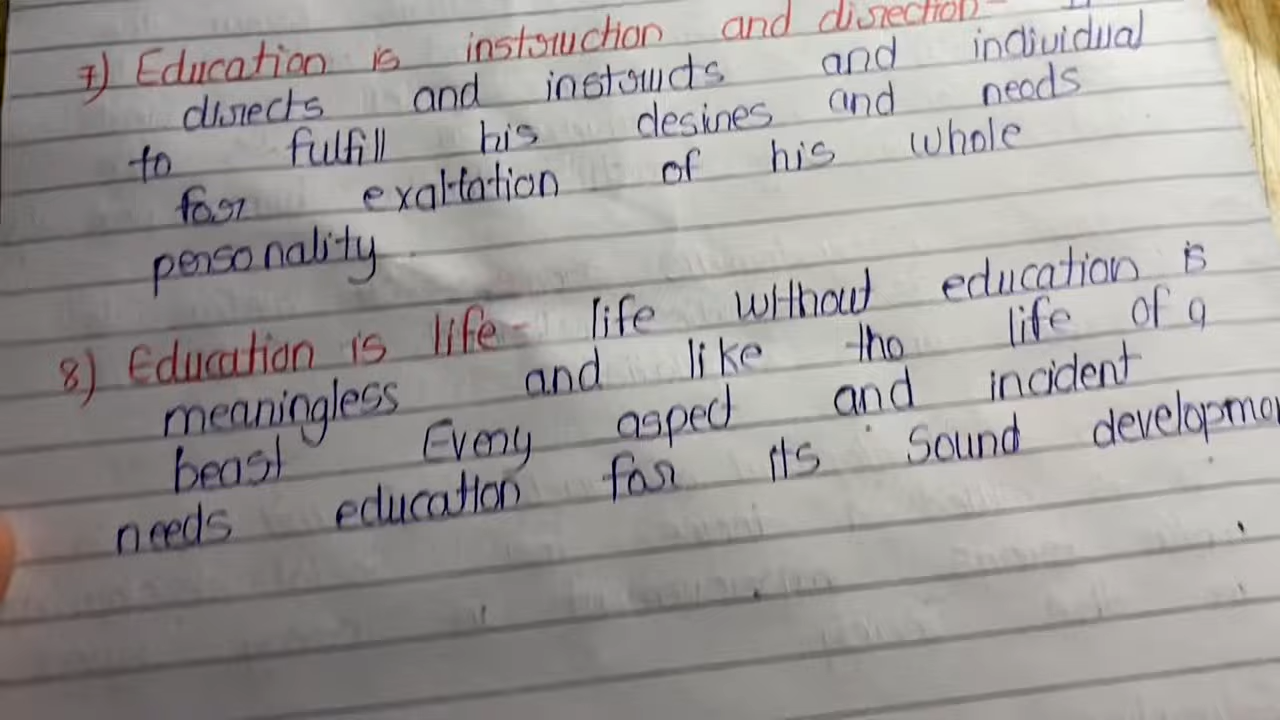 7) Education is instruction and direction - It
directs and instructs and individual
to fulfill his desires and needs
for exaltation of his whole
personality
8) Education is life - life without education is
meaningless and like the life of a
beast Every aspect and incident
needs education for its sound developmen